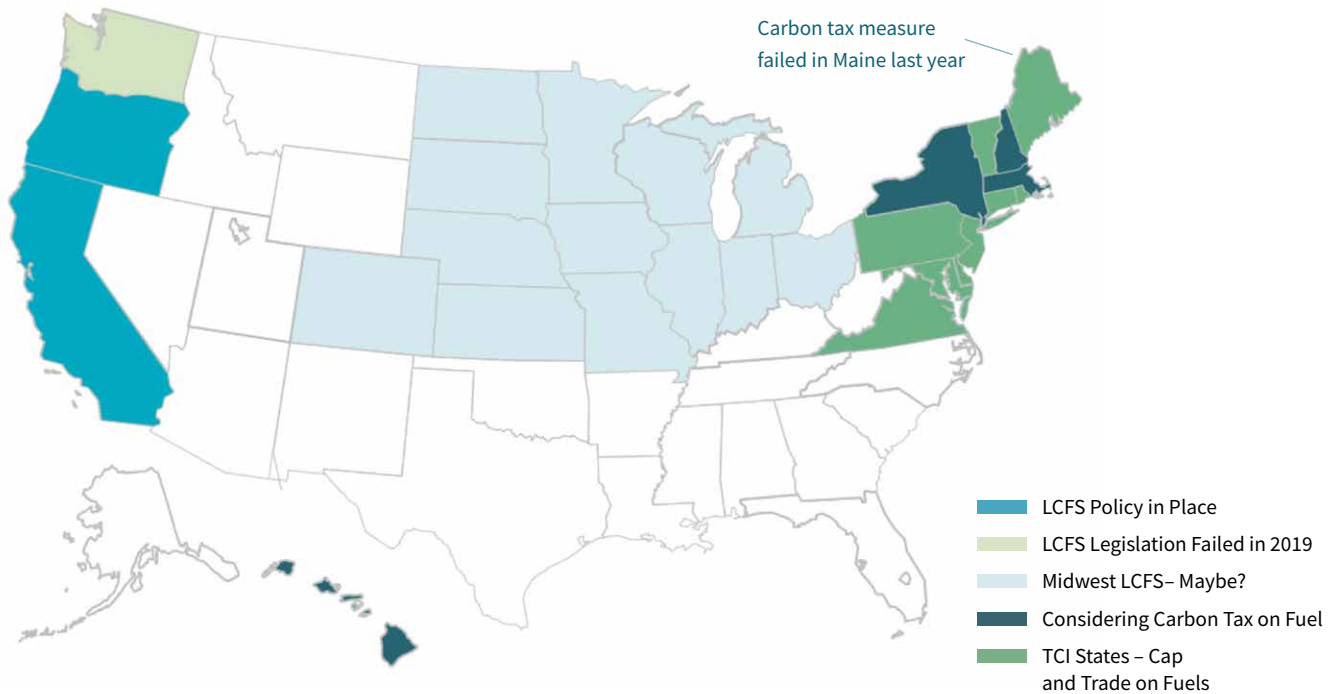 Carbon tax measure
failed in Maine last year
LCFS Policy in Place
LCFS Legislation Failed in 2019
Midwest LCFS– Maybe?
Considering Carbon Tax on Fuel
TCI States – Cap
and Trade on Fuels